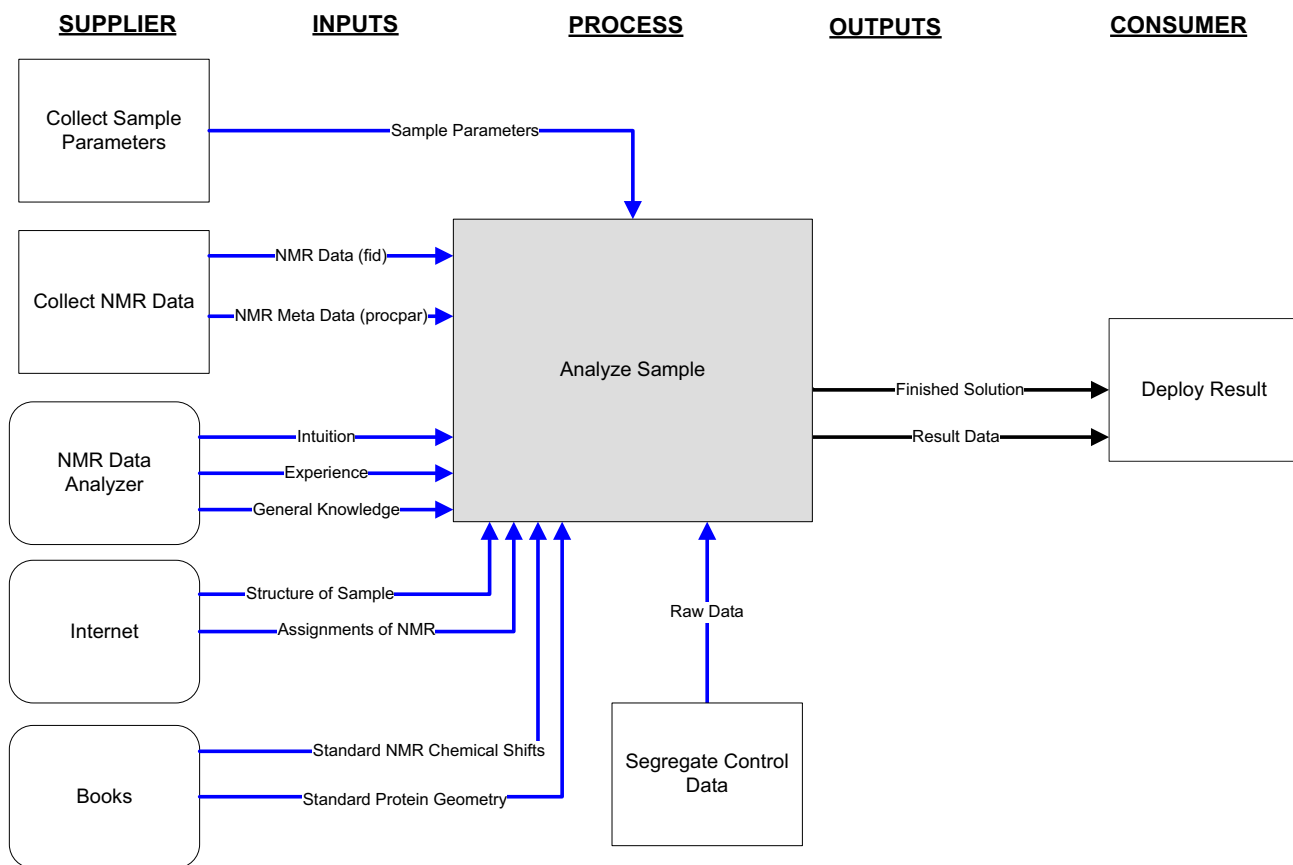 SUPPLIER
INPUTS
PROCESS
OUTPUTS
CONSUMER
Collect Sample
Parameters
Sample Parameters
Collect NMR Data
NMR Data (fid)
NMR Meta Data (procpar)
Analyze Sample
Finished Solution
Result Data
Deploy Result
NMR Data
Analyzer
Intuition
Experience
General Knowledge
Internet
Structure of Sample
Assignments of NMR
Raw Data
Books
Standard NMR Chemical Shifts
Standard Protein Geometry
Segregate Control
Data